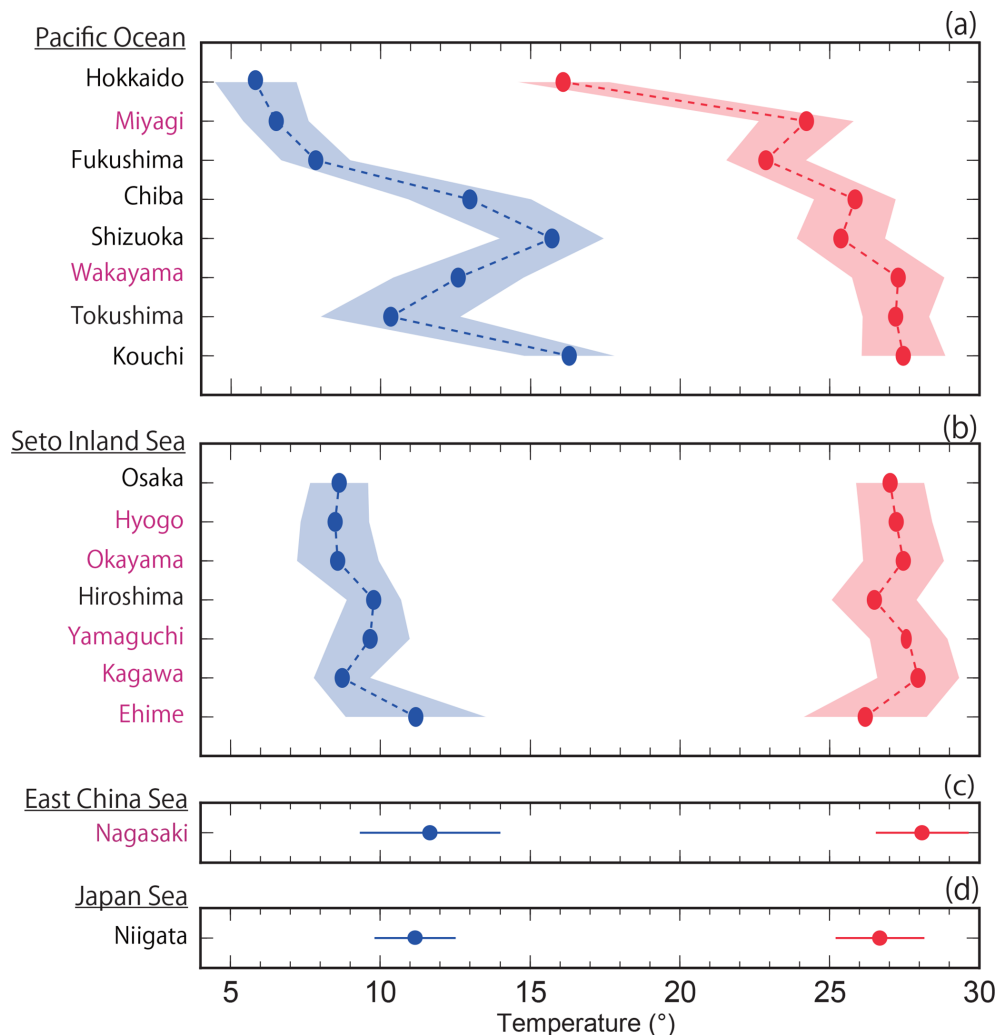 (a)
Pacific Ocean
Hokkaido
Miyagi
Fukushima
Chiba
Shizuoka
Wakayama
Tokushima
Kouchi
(b)
Seto Inland Sea
Osaka
Hyogo
Okayama
Hiroshima
Yamaguchi
Kagawa
Ehime
(c)
East China Sea
Nagasaki
(d)
Japan Sea
Niigata
5 10 15 20 25 30
Temperature (°)